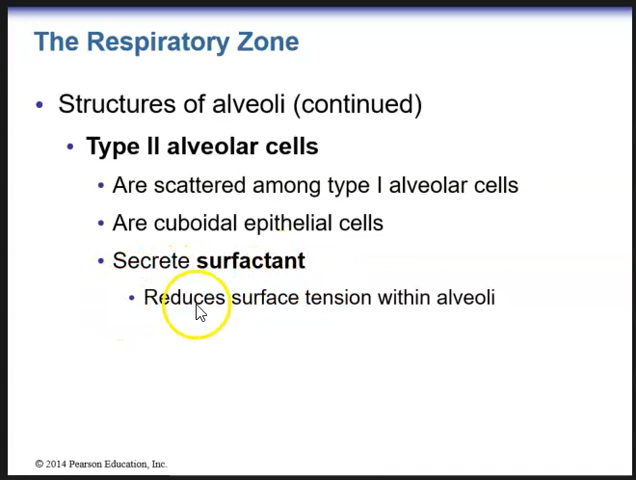 The Respiratory Zone
• Structures of alveoli (continued)
• Type II alveolar cells
• Are scattered among type I alveolar cells
• Are cuboidal epithelial cells
• Secrete surfactant
• Reduces surface tension within alveoli
© 2014 Pearson Education, Inc.